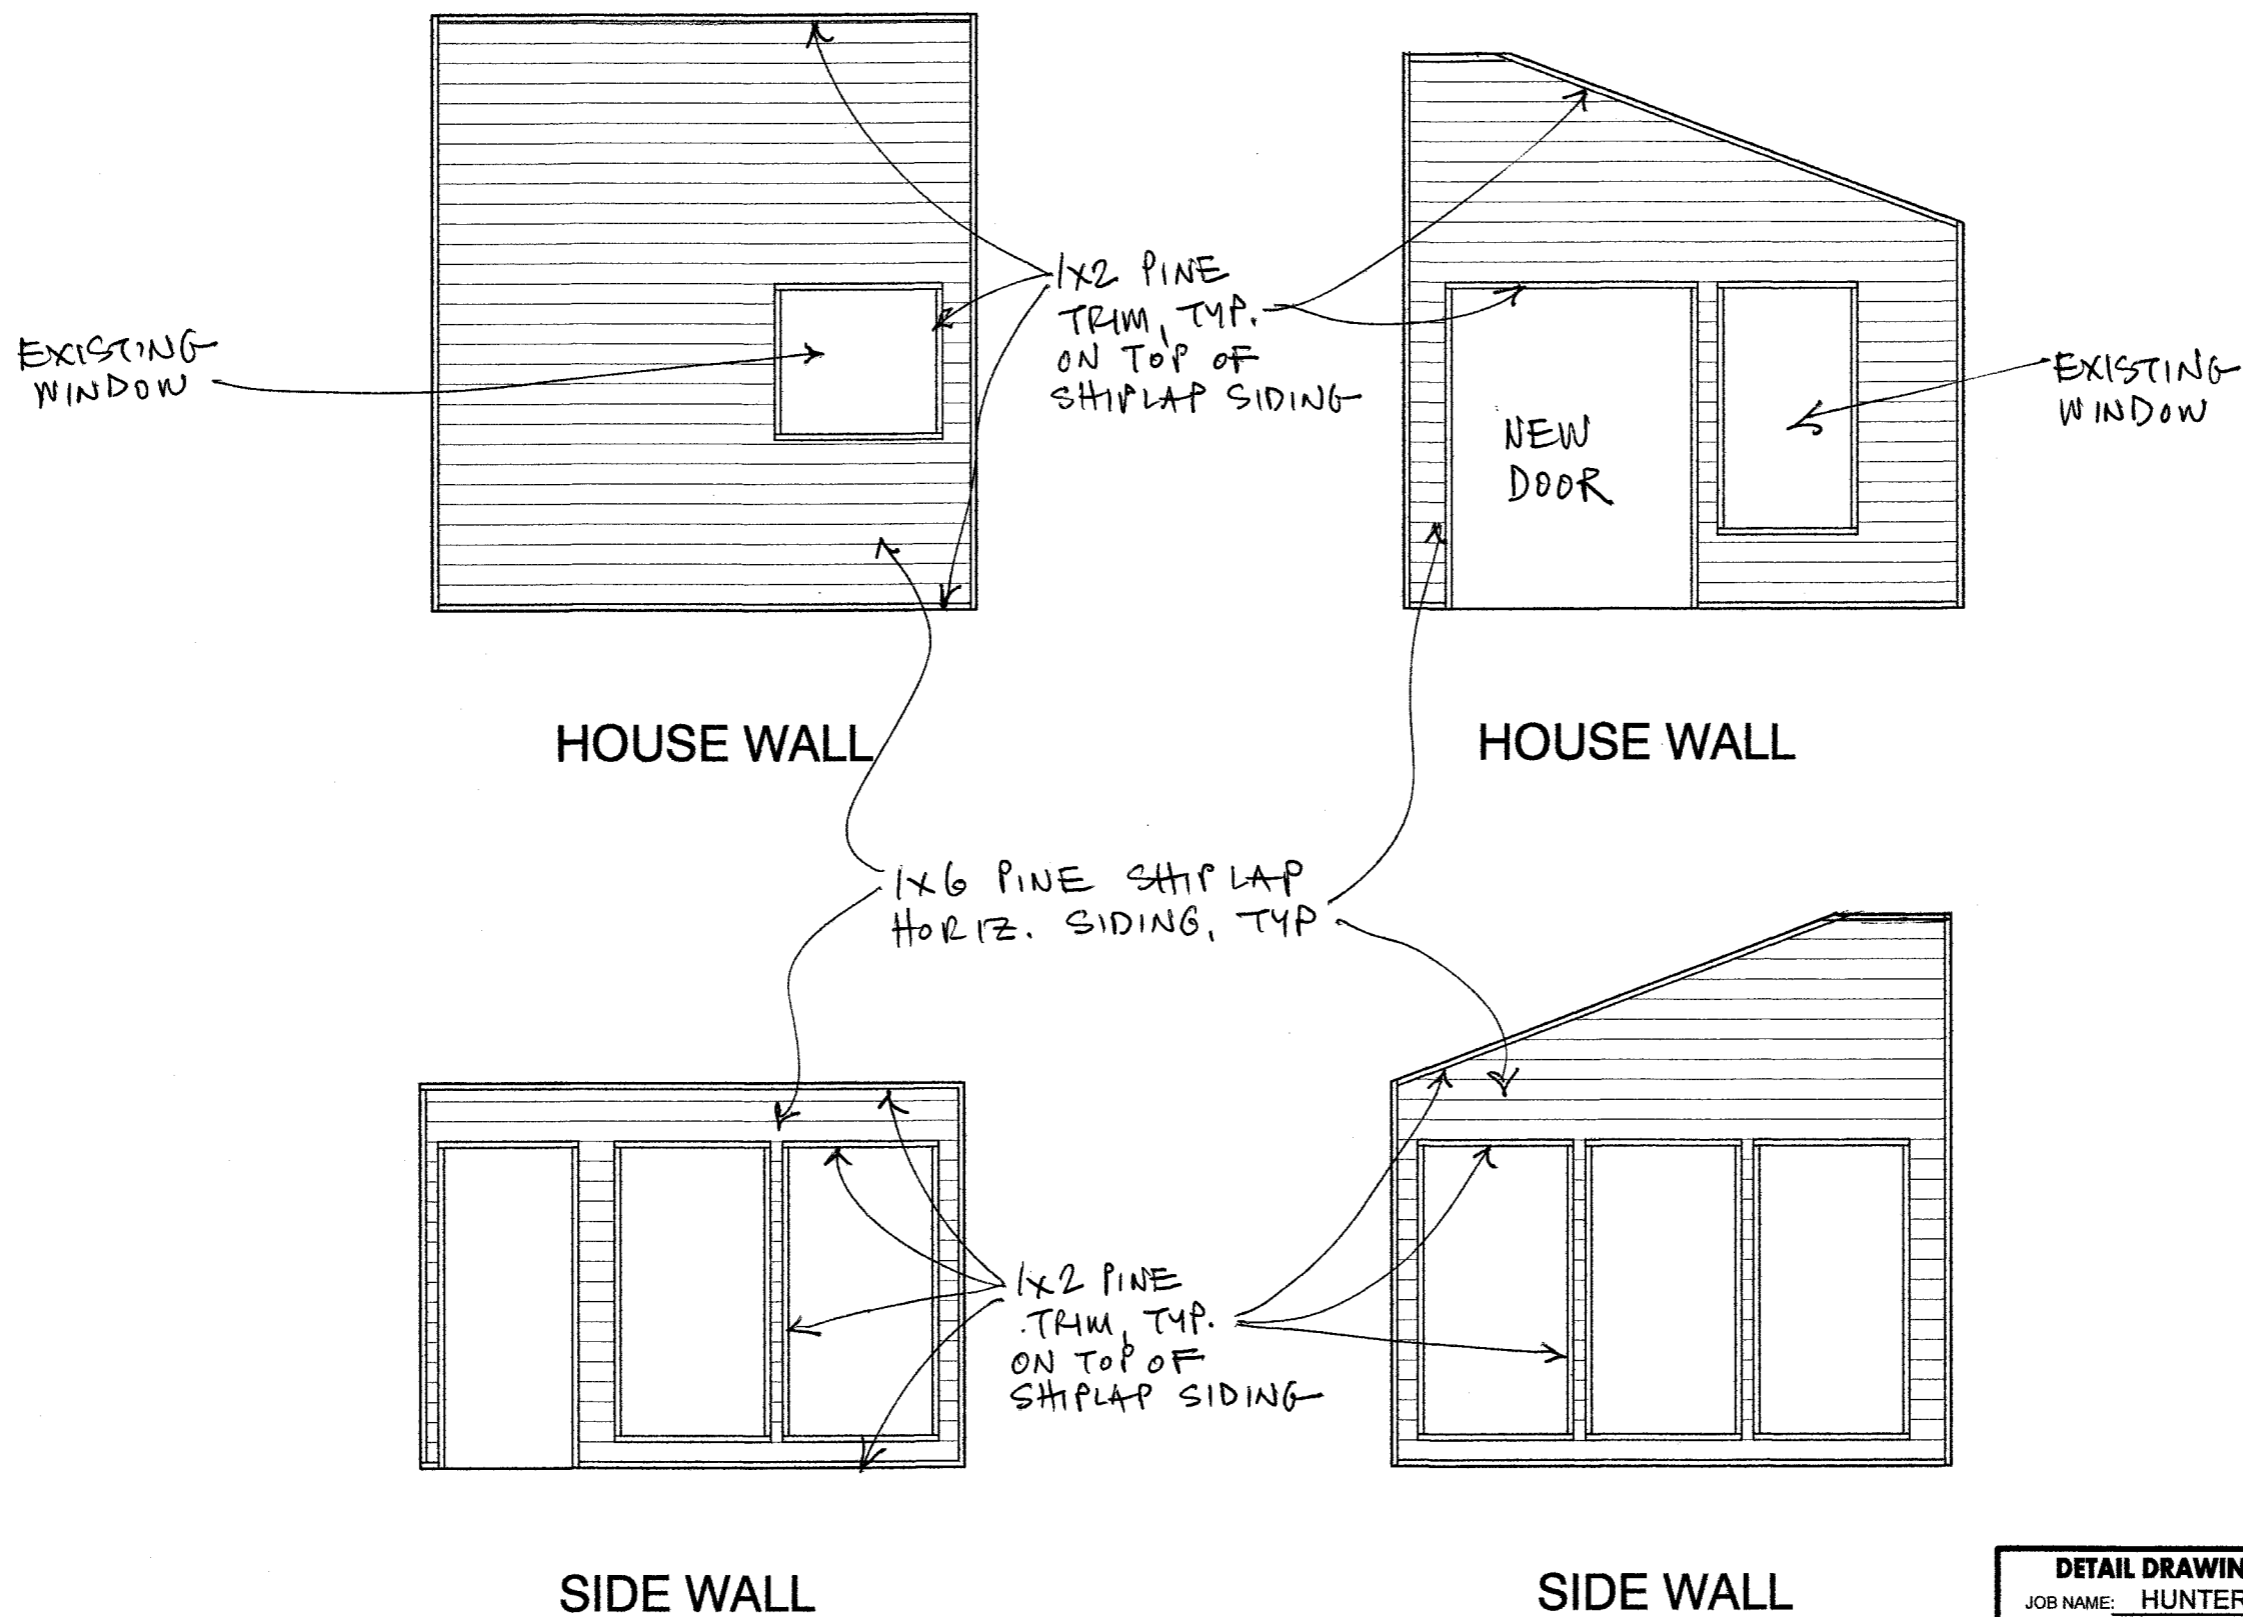 1X2 PINE
TRIM, TYP.
ON TOP OF
SHIPLAP SIDING
EXISTING
WINDOW
EXISTING
WINDOW
NEW
DOOR
HOUSE WALL
HOUSE WALL
1X6 PINE SHIPLAP
HORIZ. SIDING, TYP
1X2 PINE
TRIM, TYP.
ON TOP OF
SHIPLAP SIDING
SIDE WALL
SIDE WALL
DETAIL DRAWIN
JOB NAME: HUNTER